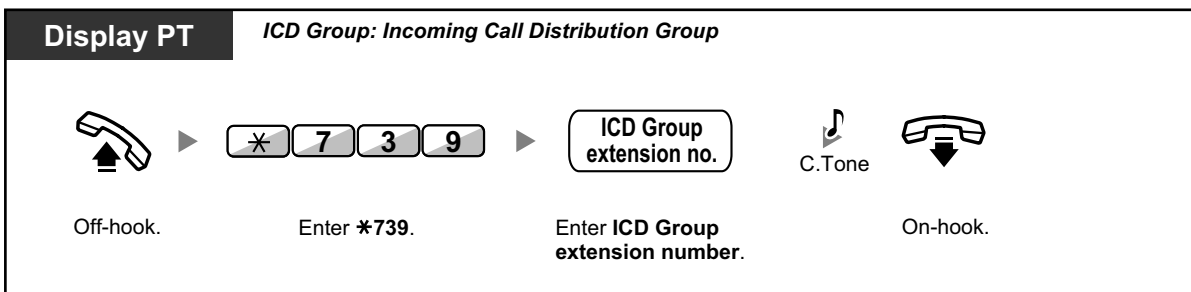 Display PT
ICD Group: Incoming Call Distribution Group
* 7 3 9
ICD Group
extension no.
C.Tone
Off-hook.
Enter *739.
Enter ICD Group
extension number.
On-hook.